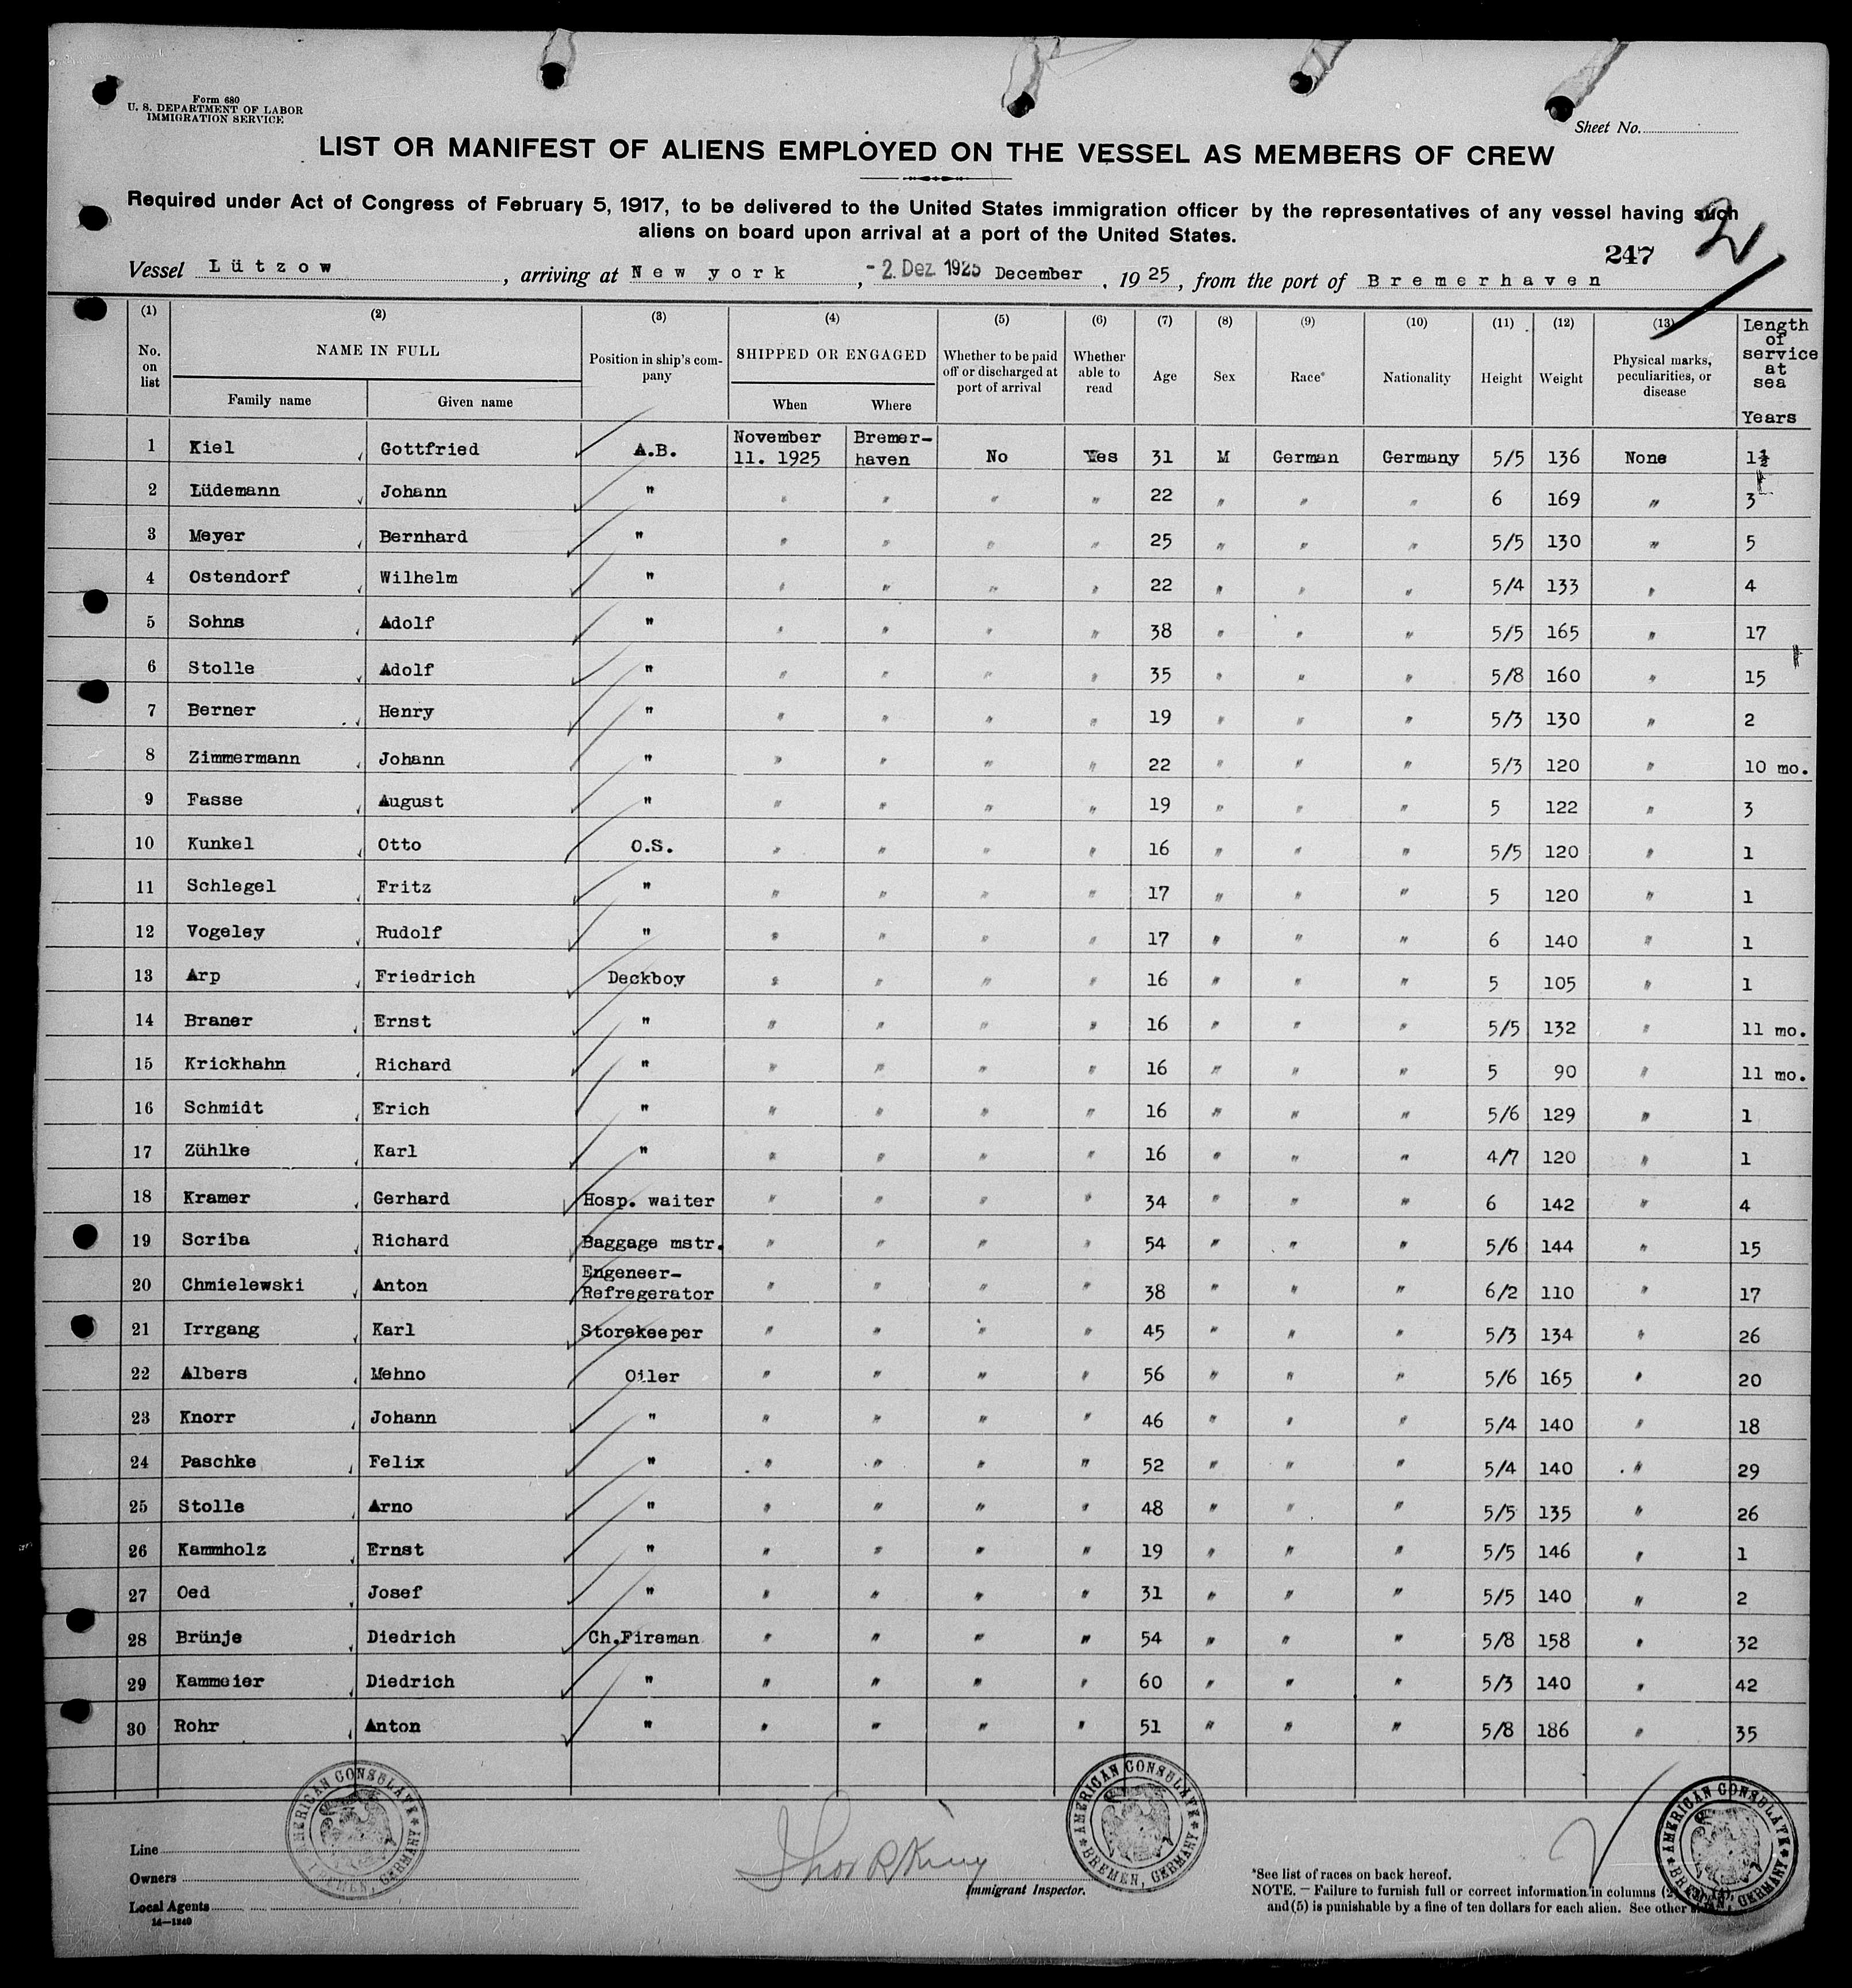 Form 680
U. S. DEPARTMENT OF LABOR
IMMIGRATION SERVICE
Sheet No.
LIST OR MANIFEST OF ALIENS EMPLOYED ON THE VESSEL AS MEMBERS OF CREW
Required under Act of Congress of February 5, 1917, to be delivered to the United States immigration officer by the representatives of any vessel having such
aliens on board upon arrival at a port of the United States.
247
2
Vessel Lützow, arriving at New york, -2. Dez. 1925 December, 1925, from the port of Bremerhaven
(1) (2) (3) (4) (5) (6) (7) (8) (9) (10) (11) (12) (13) Length of service at sea Years
No. on list NAME IN FULL Position in ship's company SHIPPED OR ENGAGED Whether to be paid off or discharged at port of arrival Whether able to read Age Sex Race* Nationality Height Weight Physical marks, peculiarities, or disease
Family name Given name When Where
1 Kiel Gottfried A.B. November 11. 1925 Bremer-haven No Yes 31 M German Germany 5/5 136 None 1½
2 Lüdemann Johann " " " " " 22 " " " 6 169 " 3
3 Meyer Bernhard " " " " " 25 " " " 5/5 130 " 5
4 Ostendorf Wilhelm " " " " " 22 " " " 5/4 133 " 4
5 Sohns Adolf " " " " " 38 " " " 5/5 165 " 17
6 Stolle Adolf " " " " " 35 " " " 5/8 160 " 15
7 Berner Henry " " " " " 19 " " " 5/3 130 " 2
8 Zimmermann Johann " " " " " 22 " " " 5/3 120 " 10 mo.
9 Fasse August " " " " " 19 " " " 5 122 " 3
10 Kunkel Otto O.S. " " " " 16 " " " 5/5 120 " 1
11 Schlegel Fritz " " " " " 17 " " " 5 120 " 1
12 Vogeley Rudolf " " " " " 17 " " " 6 140 " 1
13 Arp Friedrich Deckboy " " " " 16 " " " 5 105 " 1
14 Braner Ernst " " " " " 16 " " " 5/5 132 " 11 mo.
15 Krickhahn Richard " " " " " 16 " " " 5 90 " 11 mo.
16 Schmidt Erich " " " " " 16 " " " 5/6 129 " 1
17 Zühlke Karl " " " " " 16 " " " 4/7 120 " 1
18 Kramer Gerhard Hosp. waiter " " " " 34 " " " 6 142 " 4
19 Scriba Richard Baggage mstr. " " " " 54 " " " 5/6 144 " 15
20 Chmielewski Anton Engeneer-Refregerator " " " " 38 " " " 6/2 110 " 17
21 Irrgang Karl Storekeeper " " " " 45 " " " 5/3 134 " 26
22 Albers Mehno Oiler " " " " 56 " " " 5/6 165 " 20
23 Knorr Johann " " " " " 46 " " " 5/4 140 " 18
24 Paschke Felix " " " " " 52 " " " 5/4 140 " 29
25 Stolle Arno " " " " " 48 " " " 5/5 135 " 26
26 Kammholz Ernst " " " " " 19 " " " 5/5 146 " 1
27 Oed Josef " " " " " 31 " " " 5/5 140 " 2
28 Brünje Diedrich Ch.Fireman " " " " 54 " " " 5/8 158 " 32
29 Kammeier Diedrich " " " " " 60 " " " 5/3 140 " 42
30 Rohr Anton " " " " " 51 " " " 5/8 186 " 35
AMERICAN CONSULATE BREMEN, GERMANY
AMERICAN CONSULATE BREMEN, GERMANY
AMERICAN CONSULATE BREMEN, GERMANY
Line
Owners
Local Agents
14—1240
Thos R King
Immigrant Inspector.
*See list of races on back hereof.
NOTE. — Failure to furnish full or correct information in columns (2)
and (5) is punishable by a fine of ten dollars for each alien. See other